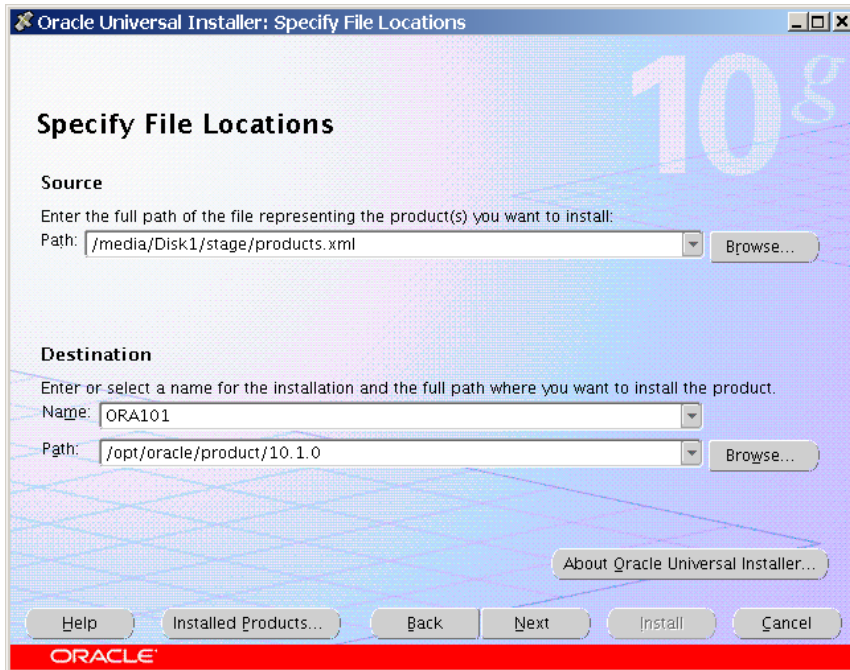 Oracle Universal Installer: Specify File Locations
10g
Specify File Locations
Source
Enter the full path of the file representing the product(s) you want to install:
Path: /media/Disk1/stage/products.xml Browse...
Destination
Enter or select a name for the installation and the full path where you want to install the product.
Name: ORA101
Path: /opt/oracle/product/10.1.0 Browse...
About Oracle Universal Installer...
Help Installed Products... Back Next Install Cancel
ORACLE